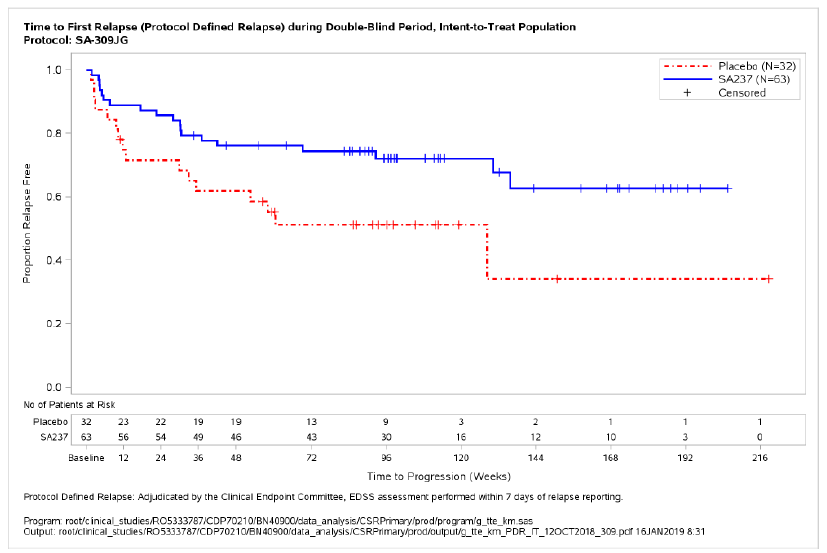 Time to First Relapse (Protocol Defined Relapse) during Double-Blind Period, Intent-to-Treat Population
Protocol: SA-309JG
Placebo (N=32)
SA237 (N=63)
+ Censored
Proportion Relapse Free
1.0
0.8
0.6
0.4
0.2
0.0
No of Patients at Risk
Placebo 32 23 22 19 19 13 9 3 2 1 1 1
SA237 63 56 54 49 46 43 30 16 12 10 3 0
Baseline 12 24 36 48 72 96 120 144 168 192 216
Time to Progression (Weeks)
Protocol Defined Relapse: Adjudicated by the Clinical Endpoint Committee, EDSS assessment performed within 7 days of relapse reporting.
Program: root/clinical_studies/RO5333787/CDP70210/BN40900/data_analysis/CSRPrimary/prod/program/g_tte_km.sas
Output: root/clinical_studies/RO5333787/CDP70210/BN40900/data_analysis/CSRPrimary/prod/output/g_tte_km_PDR_IT_12OCT2018_309.pdf 16JAN2019 8:31